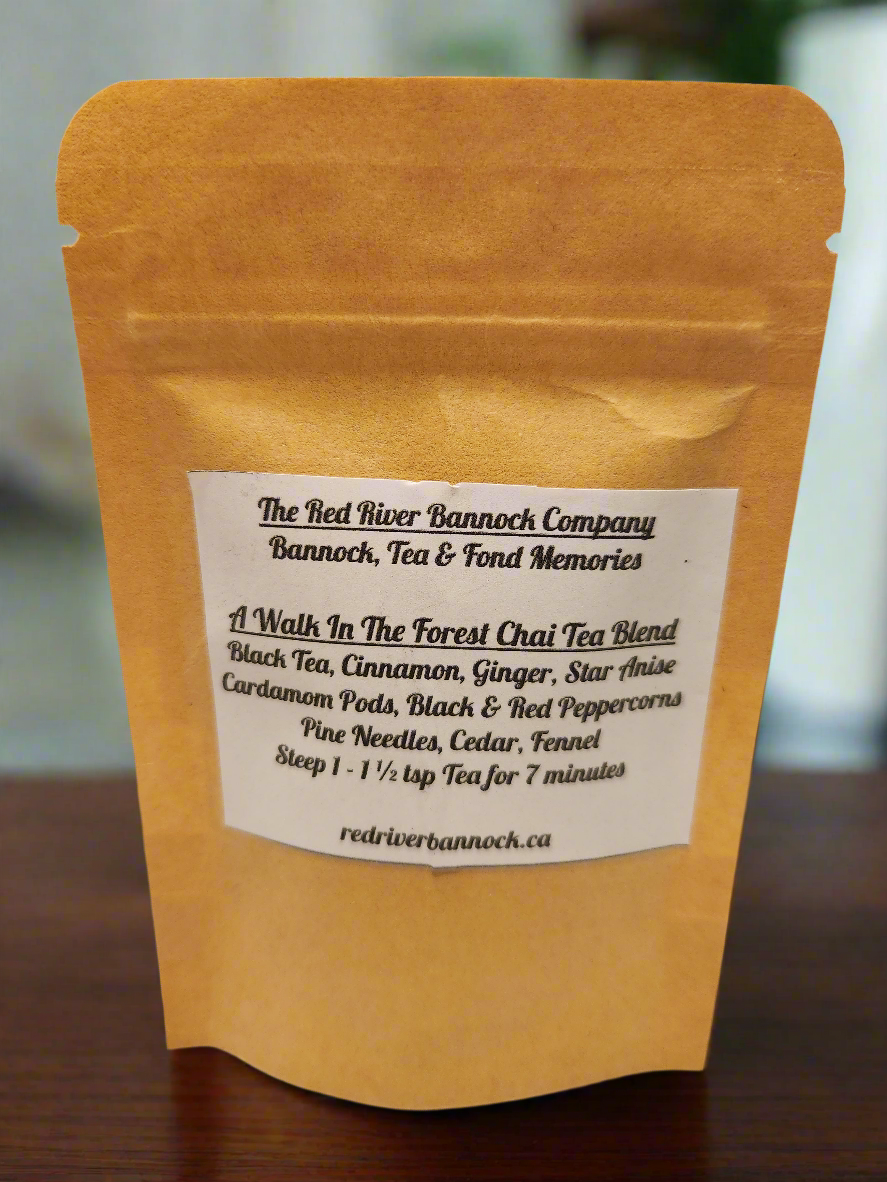 The Red River Bannock Company
Bannock, Tea & Fond Memories
A Walk In The Forest Chai Tea Blend
Black Tea, Cinnamon, Ginger, Star Anise
Cardamom Pods, Black & Red Peppercorns
Pine Needles, Cedar, Fennel
Steep 1 - 1 ½ tsp Tea for 7 minutes
redriverbannock.ca